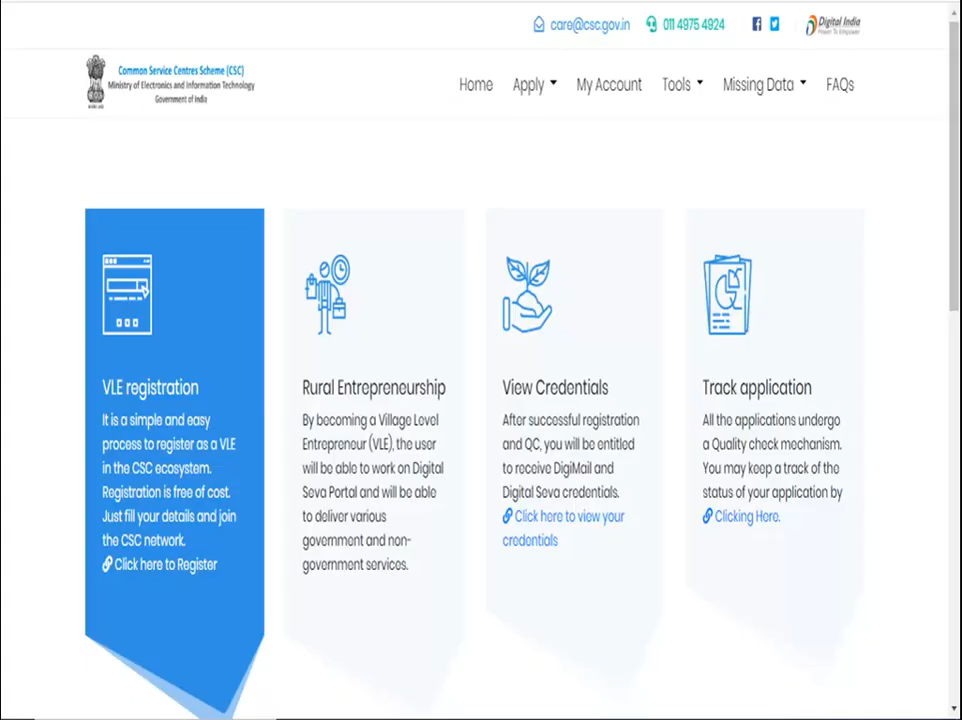 care@csc.gov.in 011 4975 4924 Digital India
Power To Empower
Common Service Centres Scheme (CSC)
Ministry of Electronics and Information Technology
Government of India
Home Apply My Account Tools Missing Data FAQs
VLE registration
It is a simple and easy
process to register as a VLE
in the CSC ecosystem.
Registration is free of cost.
Just fill your details and join
the CSC network.
Click here to Register
Rural Entrepreneurship
By becoming a Village Level
Entrepreneur (VLE), the user
will be able to work on Digital
Seva Portal and will be able
to deliver various
government and non-
government services.
View Credentials
After successful registration
and QC, you will be entitled
to receive DigiMail and
Digital Seva credentials.
Click here to view your
credentials
Track application
All the applications undergo
a Quality check mechanism.
You may keep a track of the
status of your application by
Clicking Here.